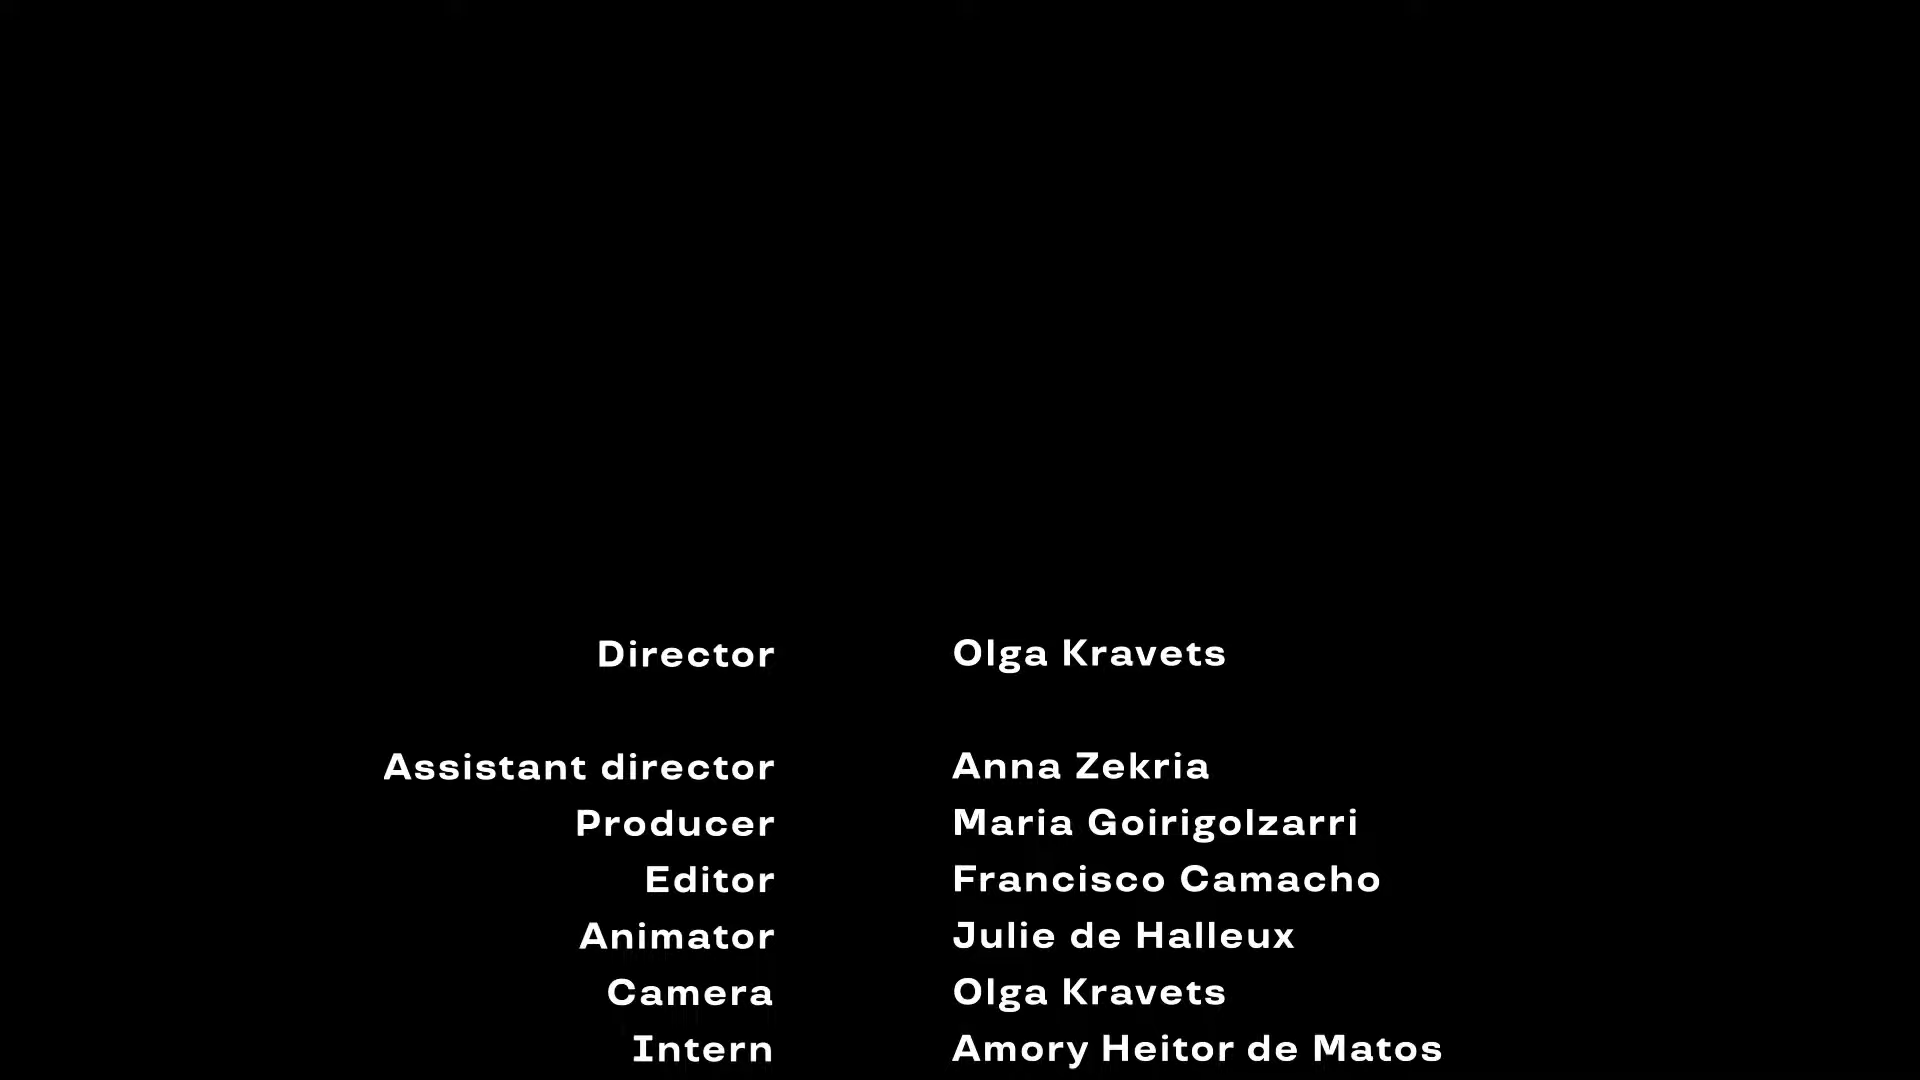 Director Olga Kravets
Assistant director Anna Zekria
Producer Maria Goirigolzarri
Editor Francisco Camacho
Animator Julie de Halleux
Camera Olga Kravets
Intern Amory Heitor de Matos